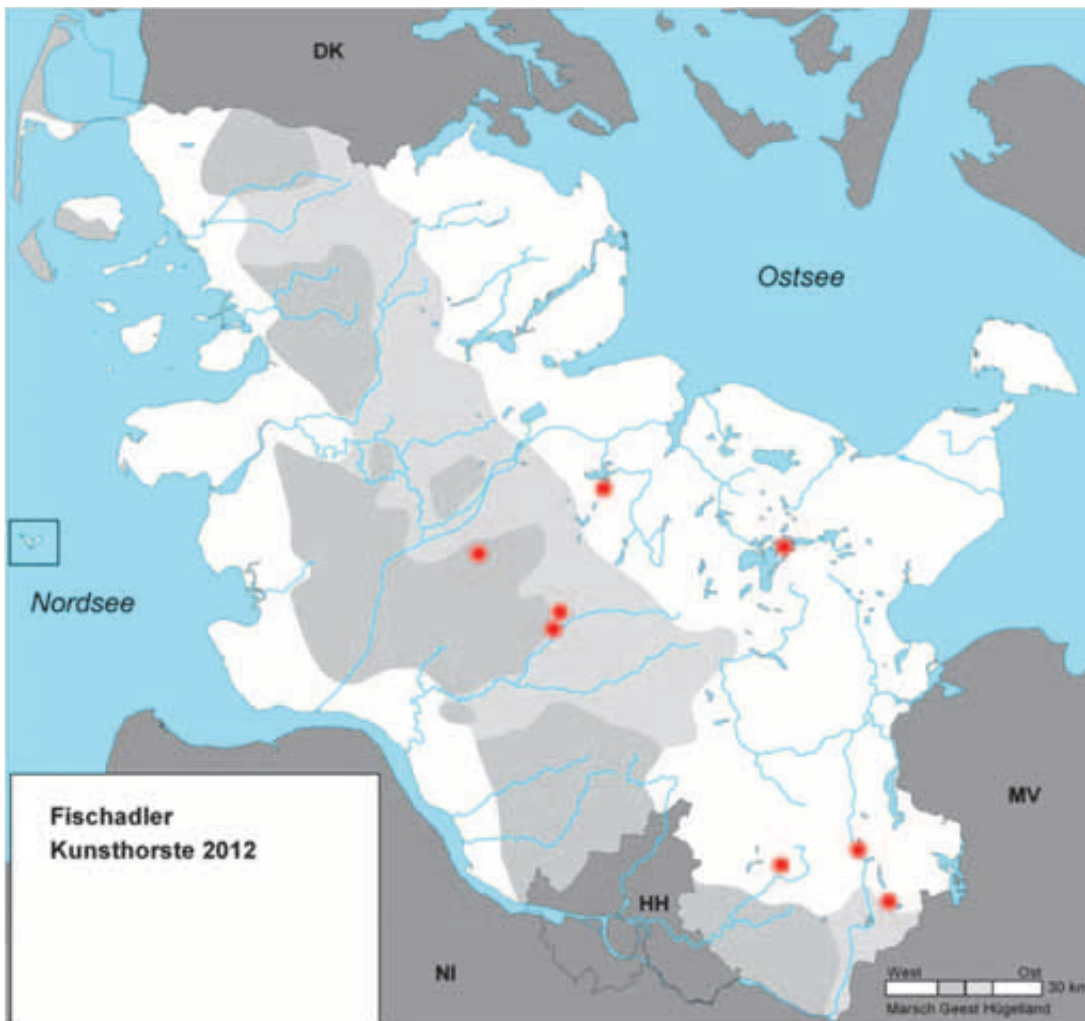 DK
Ostsee
Nordsee
Fischadler
Kunsthorste 2012
MV
HH
NI
West Ost
30 km
Marsch Geest Hügelland